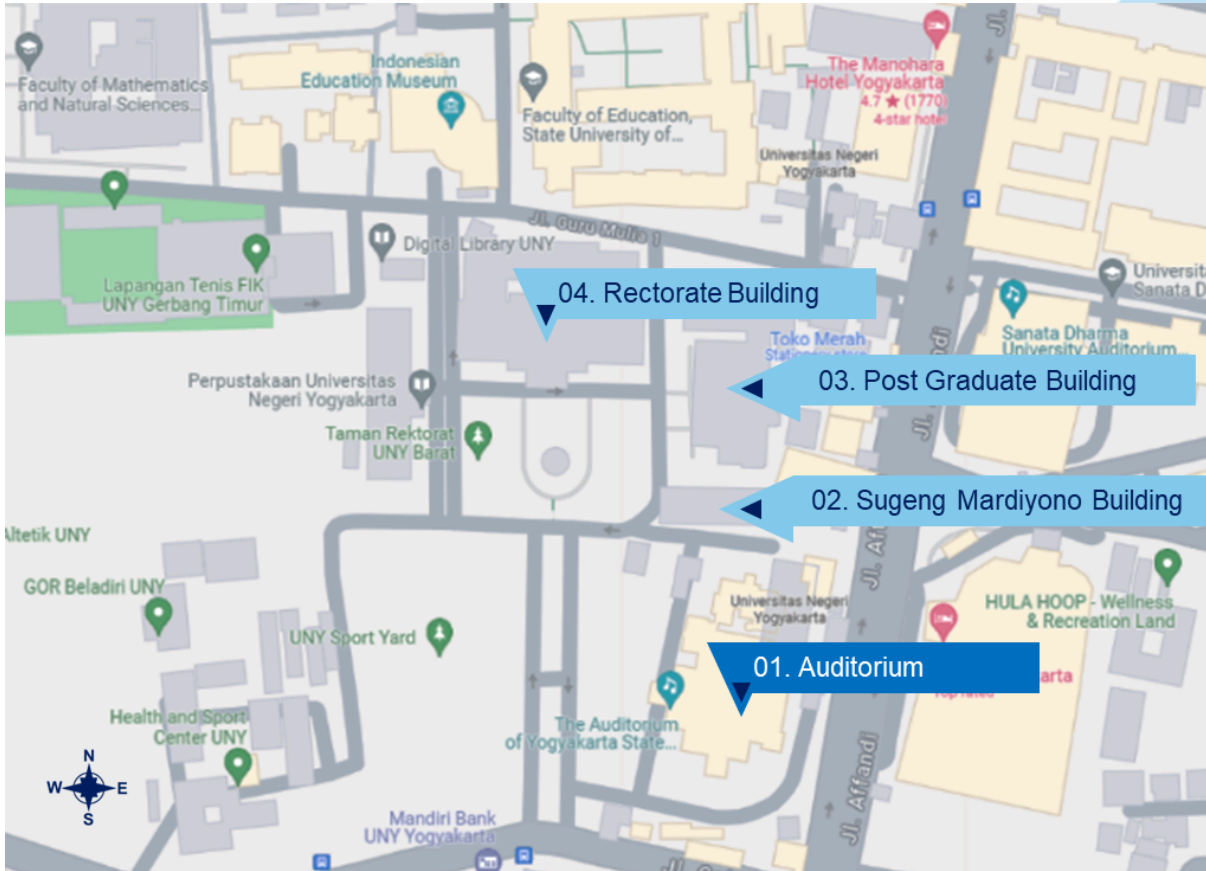 Faculty of Mathematics
and Natural Sciences...
Indonesian
Education Museum
Faculty of Education,
State University of...
The Manohara
Hotel Yogyakarta
4.7 ★ (1770)
4-star hotel
Jl.
Universitas Negeri
Yogyakarta
Jl. Guru Mulia 1
Digital Library UNY
Lapangan Tenis FIK
UNY Gerbang Timur
04. Rectorate Building
Universita
Sanata D
Sanata Dharma
University Auditorium...
Toko Merah
Perpustakaan Universitas
Negeri Yogyakarta
03. Post Graduate Building
Taman Rektorat
UNY Barat
02. Sugeng Mardiyono Building
Altetik UNY
GOR Beladiri UNY
Universitas Negeri
Yogyakarta
HULA HOOP - Wellness
& Recreation Land
UNY Sport Yard
01. Auditorium
The Auditorium
of Yogyakarta State...
Health and Sport
Center UNY
Jl. Affandi
N
W E
S
Mandiri Bank
UNY Yogyakarta